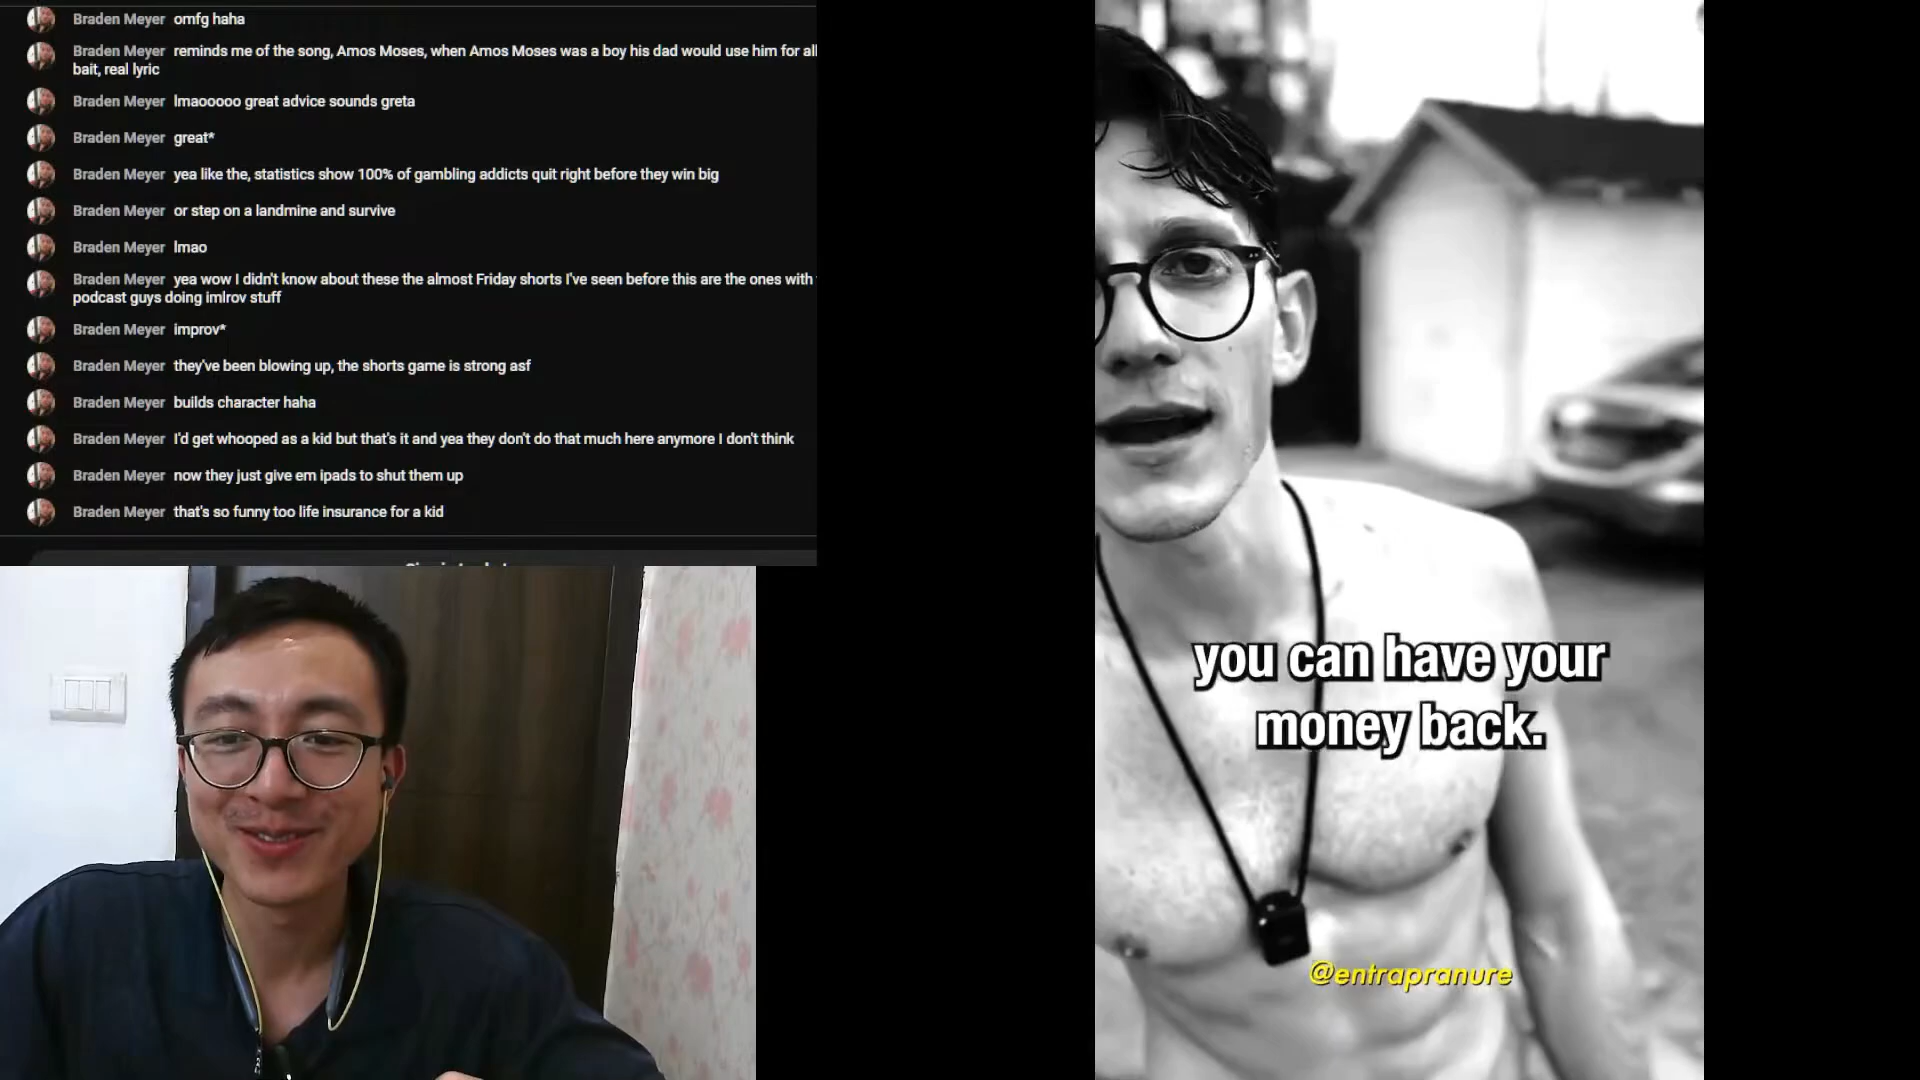 Braden Meyer omfg haha
Braden Meyer reminds me of the song, Amos Moses, when Amos Moses was a boy his dad would use him for all
bait, real lyric
Braden Meyer lmaooooo great advice sounds greta
Braden Meyer great*
Braden Meyer yea like the, statistics show 100% of gambling addicts quit right before they win big
Braden Meyer or step on a landmine and survive
Braden Meyer lmao
Braden Meyer yea wow I didn't know about these the almost Friday shorts I've seen before this are the ones with
podcast guys doing imlrov stuff
Braden Meyer improv*
Braden Meyer they've been blowing up, the shorts game is strong asf
Braden Meyer builds character haha
Braden Meyer I'd get whooped as a kid but that's it and yea they don't do that much here anymore I don't think
Braden Meyer now they just give em ipads to shut them up
Braden Meyer that's so funny too life insurance for a kid
you can have your
money back.
@entrapranure